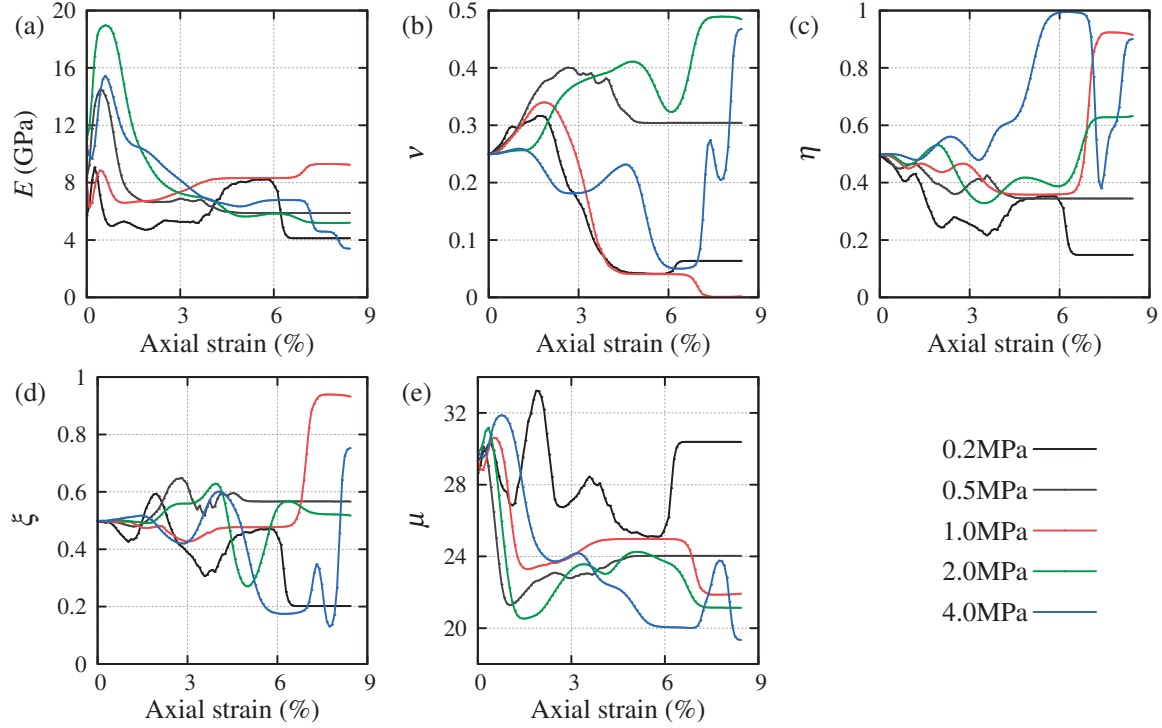 (a)
20
16
12
8
4
0
E (GPa)
0 3 6 9
Axial strain (%)
(b)
0.5
0.4
0.3
0.2
0.1
0
ν
0 3 6 9
Axial strain (%)
(c)
1
0.8
0.6
0.4
0.2
0
η
0 3 6 9
Axial strain (%)
(d)
1
0.8
0.6
0.4
0.2
0
ξ
0 3 6 9
Axial strain (%)
(e)
32
28
24
20
μ
0 3 6 9
Axial strain (%)
0.2MPa
0.5MPa
1.0MPa
2.0MPa
4.0MPa